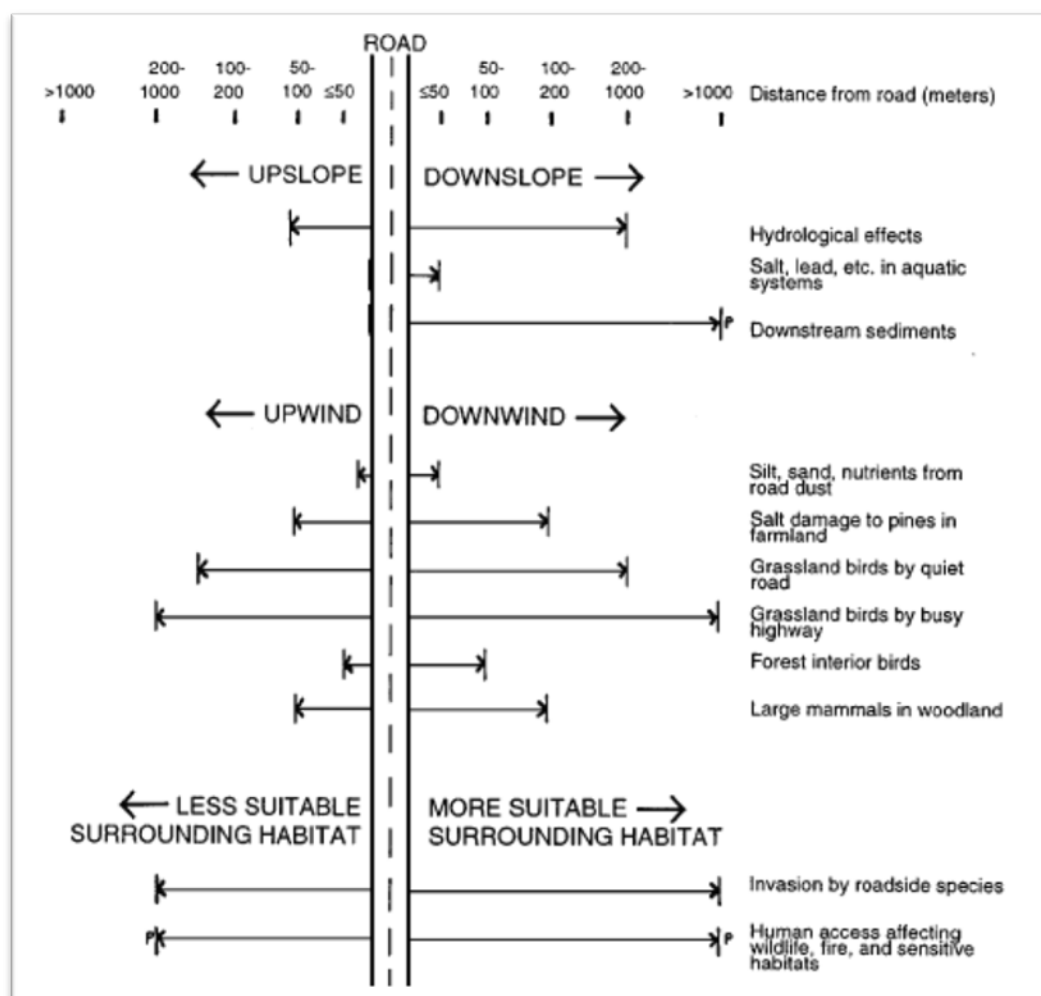 ROAD
200- 100- 50- 50- 100- 200-
>1000 1000 200 100 ≤50 ≤50 100 200 1000 >1000 Distance from road (meters)
UPSLOPE DOWNSLOPE
Hydrological effects
Salt, lead, etc. in aquatic
systems
P
Downstream sediments
UPWIND DOWNWIND
Silt, sand, nutrients from
road dust
Salt damage to pines in
farmland
Grassland birds by quiet
road
Grassland birds by busy
highway
Forest interior birds
Large mammals in woodland
LESS SUITABLE MORE SUITABLE
SURROUNDING HABITAT SURROUNDING HABITAT
Invasion by roadside species
P P Human access affecting
wildlife, fire, and sensitive
habitats